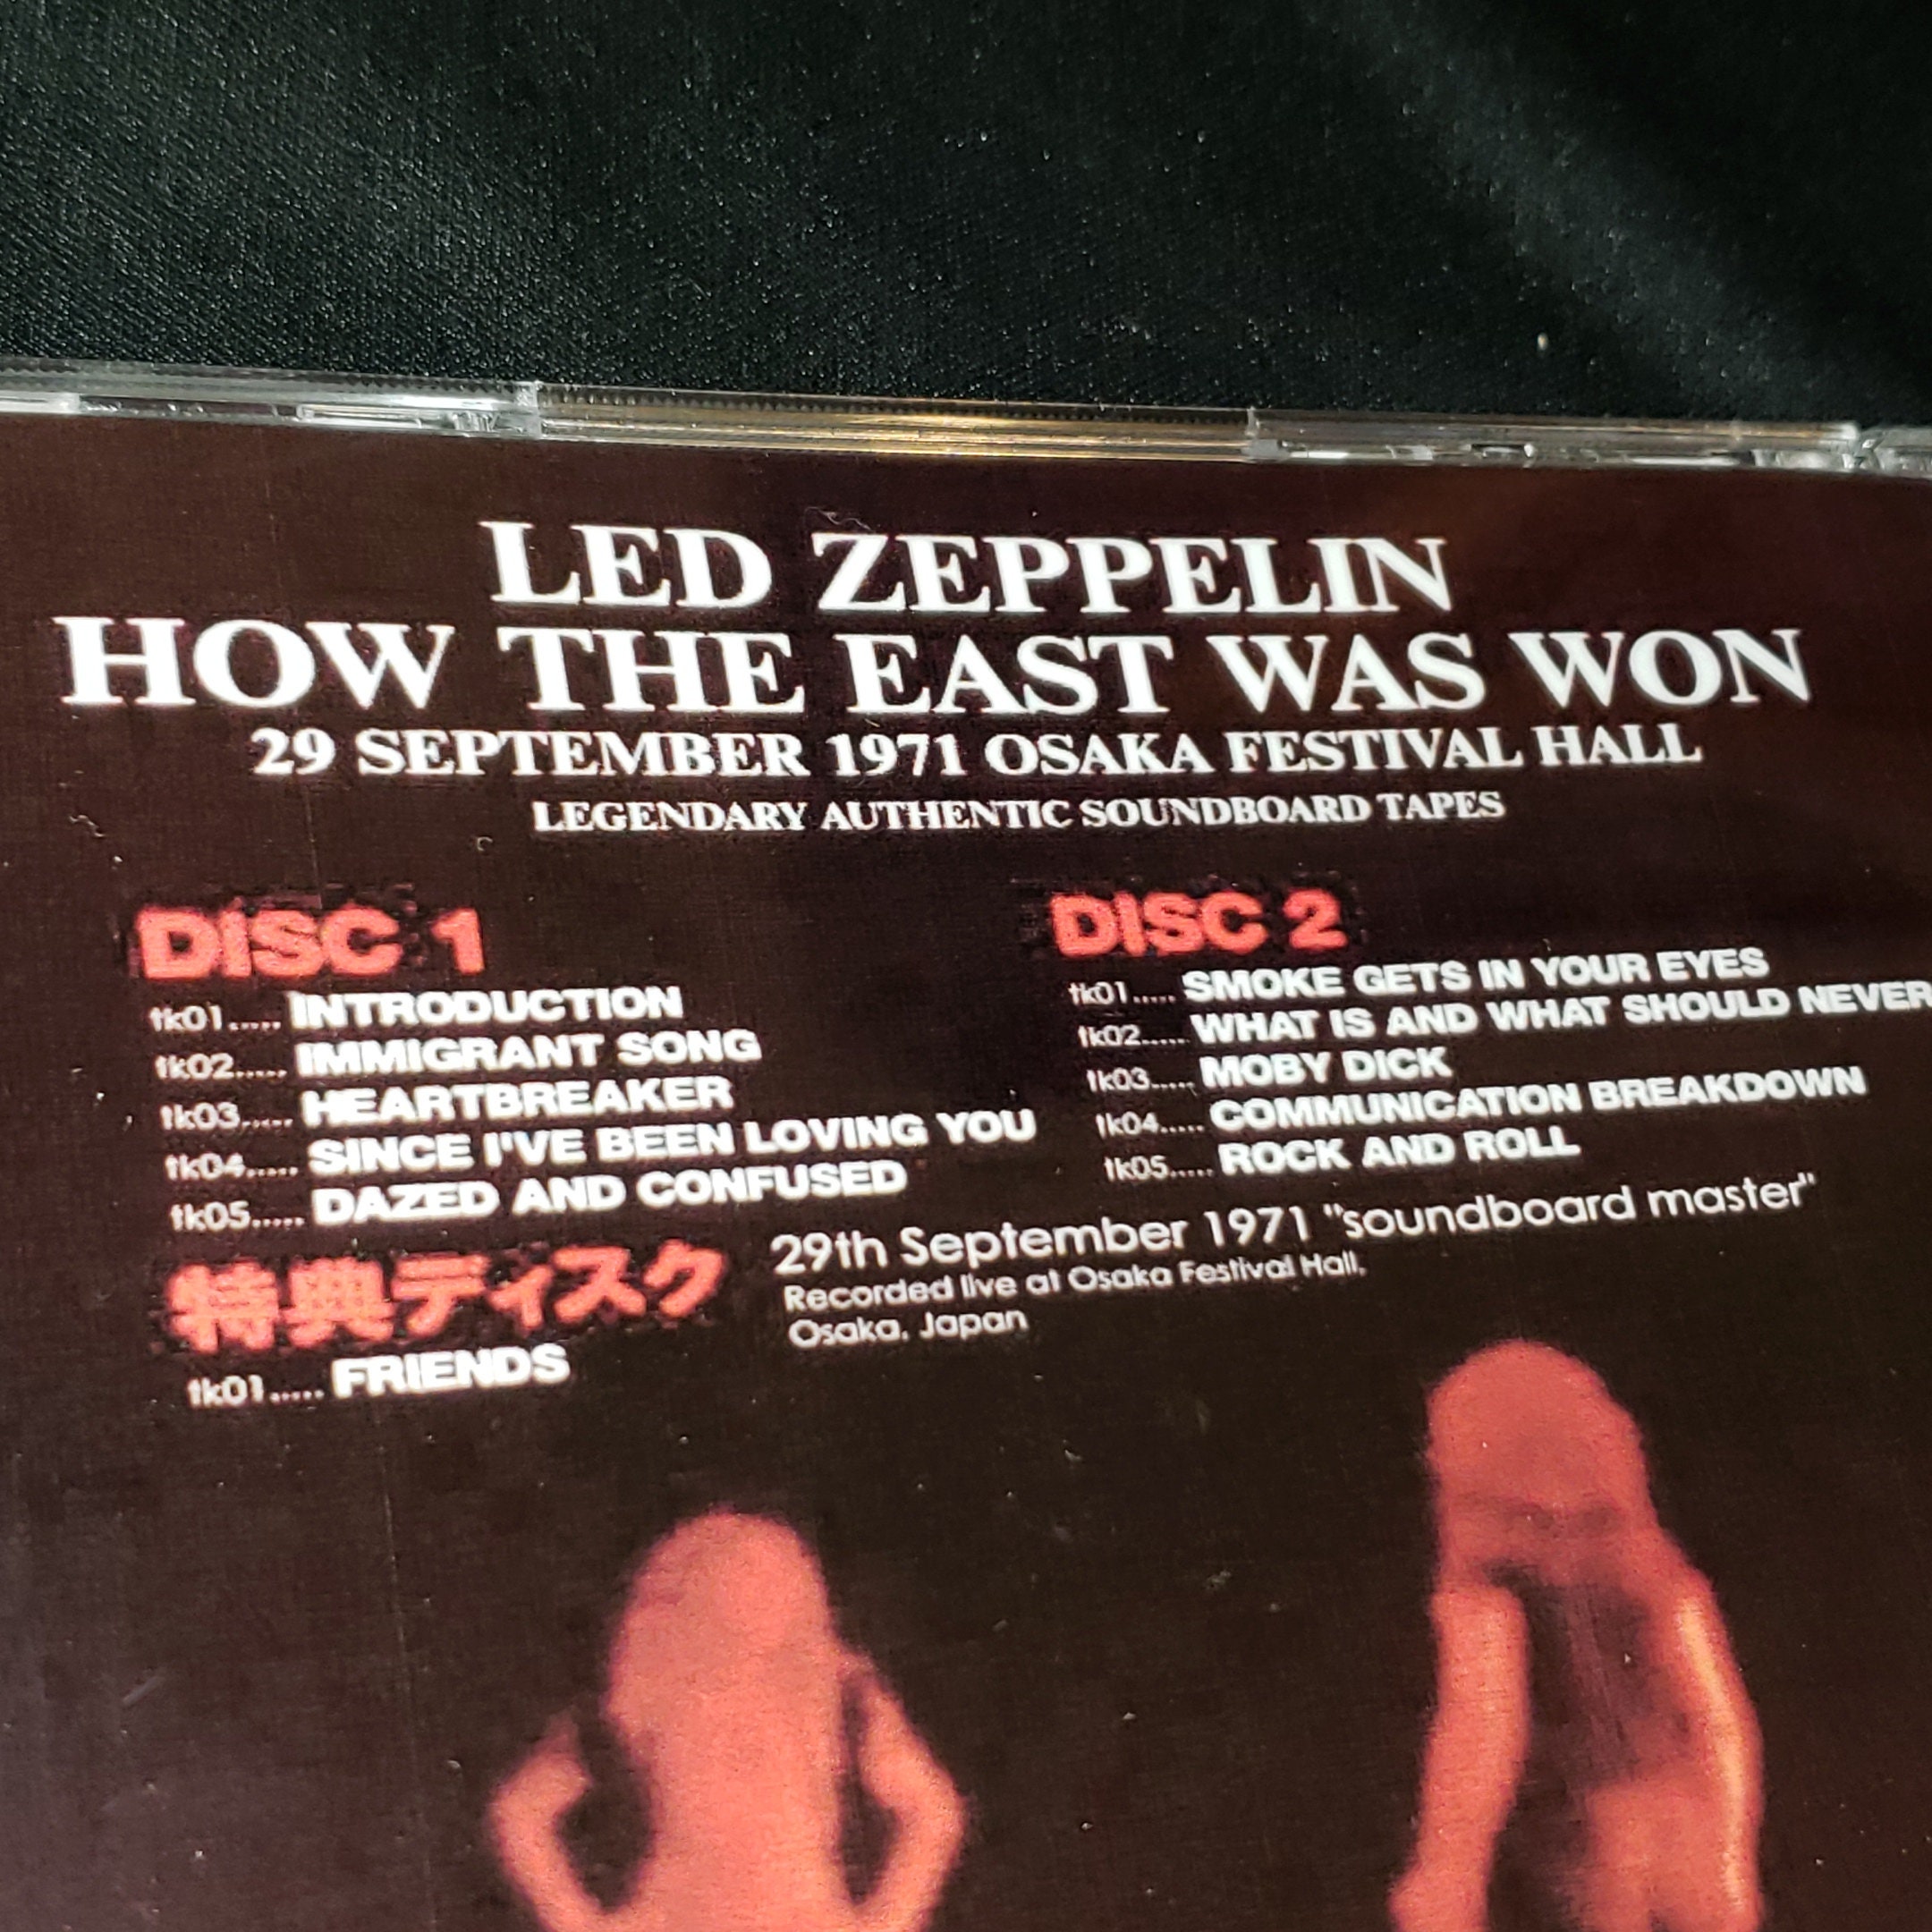 LED ZEPPELIN
HOW THE EAST WAS WON
29 SEPTEMBER 1971 OSAKA FESTIVAL HALL
LEGENDARY AUTHENTIC SOUNDBOARD TAPES
DISC 1
tk01..... INTRODUCTION
tk02..... IMMIGRANT SONG
tk03..... HEARTBREAKER
tk04..... SINCE I'VE BEEN LOVING YOU
tk05..... DAZED AND CONFUSED
特典ディスク
tk01..... FRIENDS
DISC 2
tk01..... SMOKE GETS IN YOUR EYES
tk02..... WHAT IS AND WHAT SHOULD NEVER
tk03..... MOBY DICK
tk04..... COMMUNICATION BREAKDOWN
tk05..... ROCK AND ROLL
29th September 1971 "soundboard master"
Recorded live at Osaka Festival Hall,
Osaka, Japan